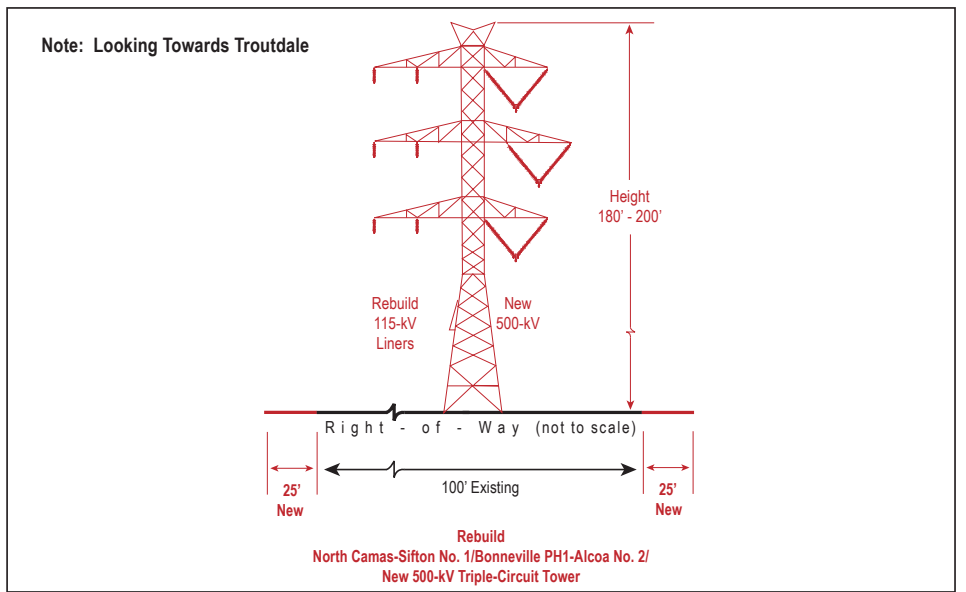 Note: Looking Towards Troutdale
Height
180' - 200'
Rebuild
115-kV
Liners
New
500-kV
Right - of - Way (not to scale)
25'
New
100' Existing
25'
New
Rebuild
North Camas-Sifton No. 1/Bonneville PH1-Alcoa No. 2/
New 500-kV Triple-Circuit Tower